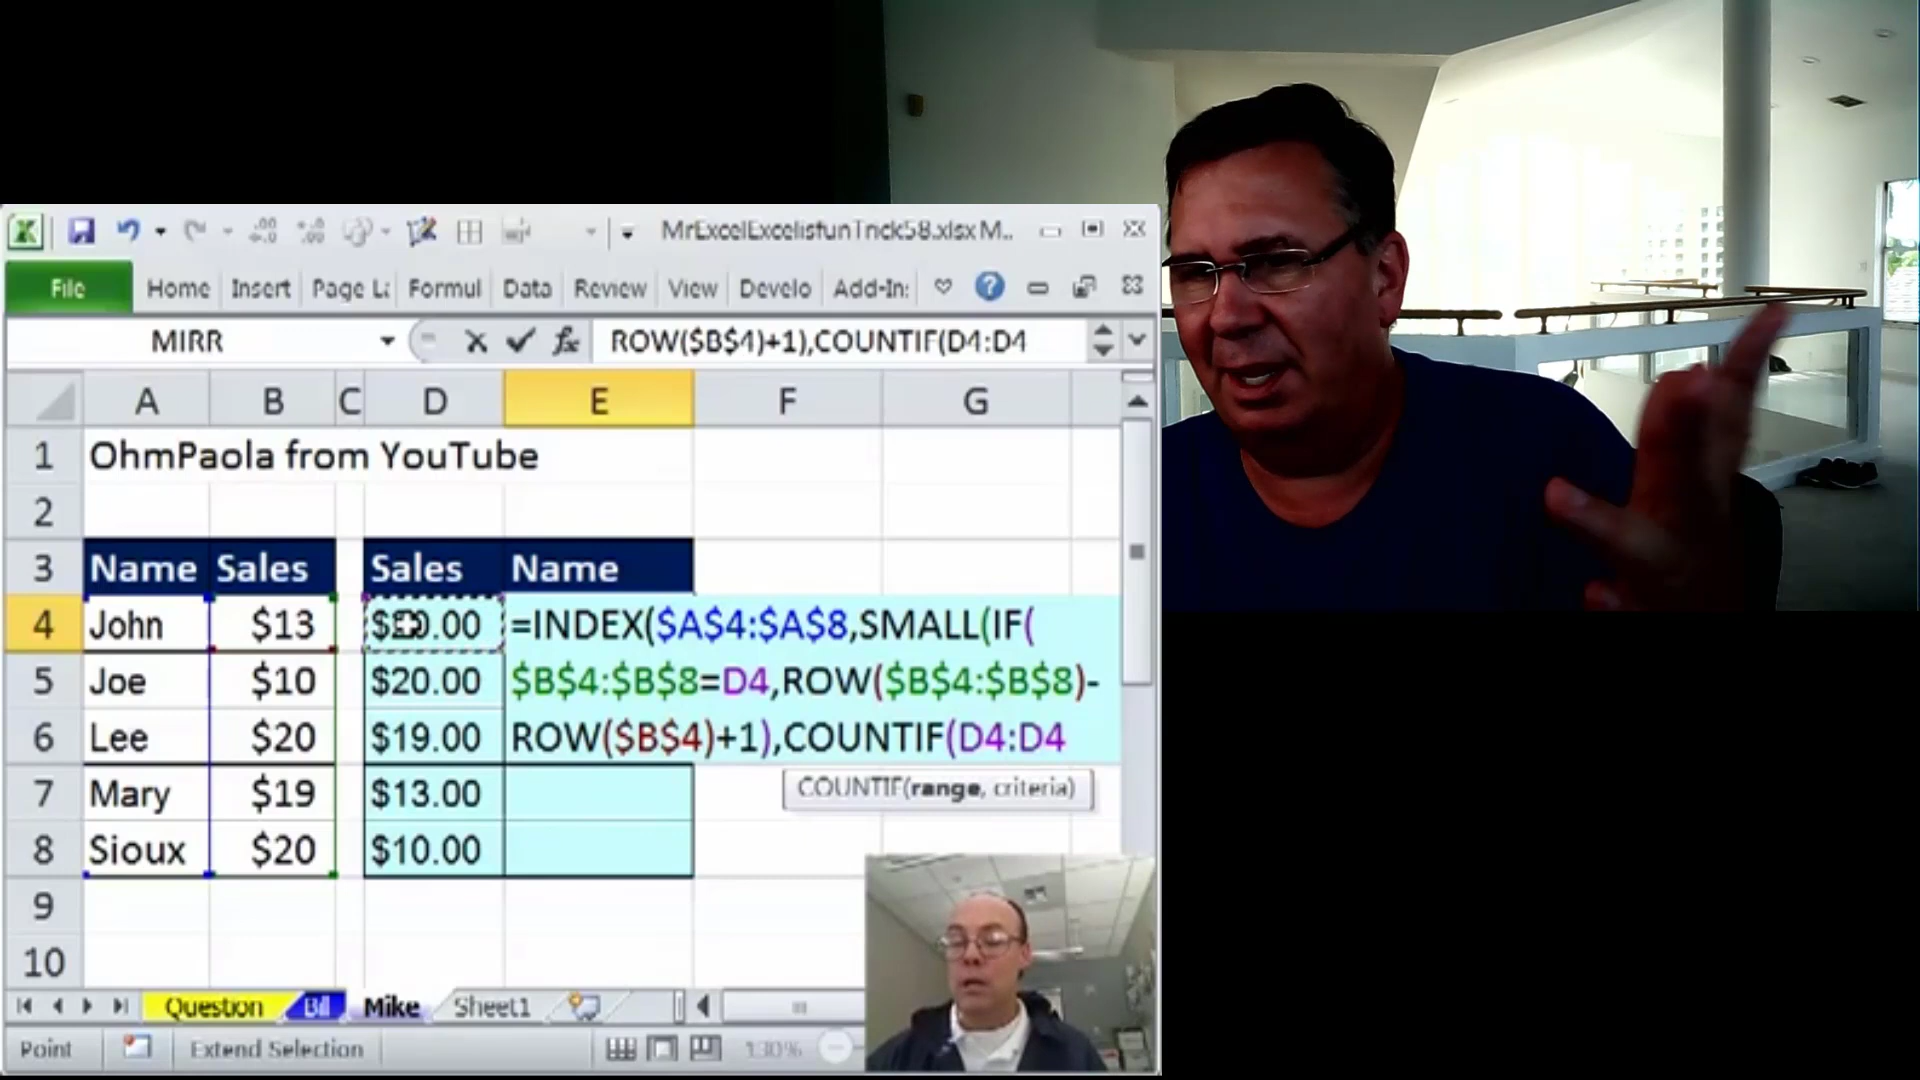 MrExcelExcelisfunTrick58.xlsx M..
File Home Insert Page La Formul Data Review View Develo Add-In:
MIRR fx ROW($B$4)+1),COUNTIF(D4:D4
A B C D E F G
1 OhmPaola from YouTube
2
3 Name Sales Sales Name
4 John $13 =INDEX($A$4:$A$8,SMALL(IF(
5 Joe $10 $20.00 $B$4:$B$8=D4,ROW($B$4:$B$8)-
6 Lee $20 $19.00 ROW($B$4)+1),COUNTIF(D4:D4
7 Mary $19 $13.00 COUNTIF(range, criteria)
8 Sioux $20 $10.00
9
10
Question Bill Mike Sheet1
Point Extend Selection 130%